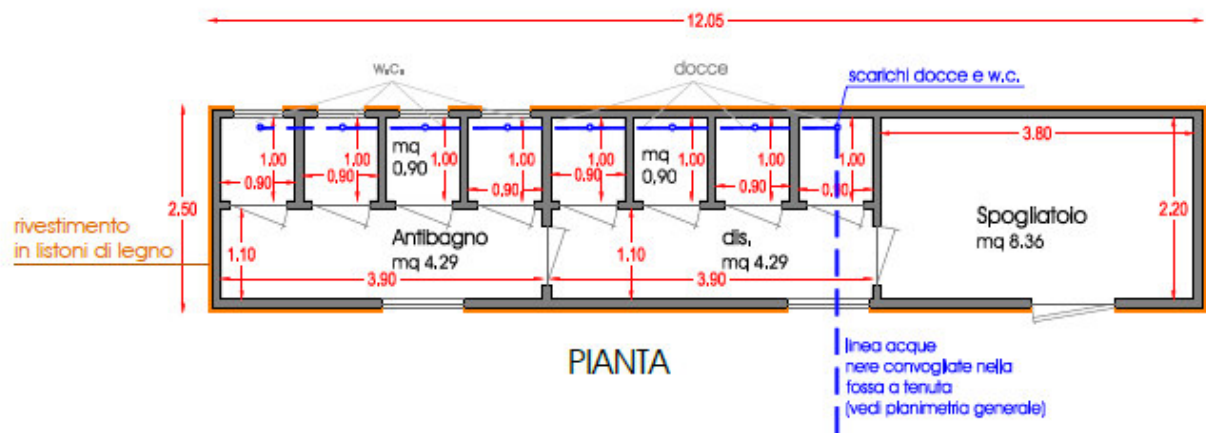 12.05
w.c.
docce
scarichi docce e w.c.
2.50
1.00
0.90
1.00
0.90
mq
0,90
1.00
1.00
0.90
1.00
0.90
mq
0,90
1.00
1.00
0.90
1.00
0.90
3.80
2.20
Spogliatoio
mq 8.36
rivestimento
in listoni di legno
1.10
Antibagno
mq 4.29
3.90
1.10
dis.
mq 4.29
3.90
PIANTA
linea acque
nere convogliate nella
fossa a tenuta
(vedi planimetria generale)